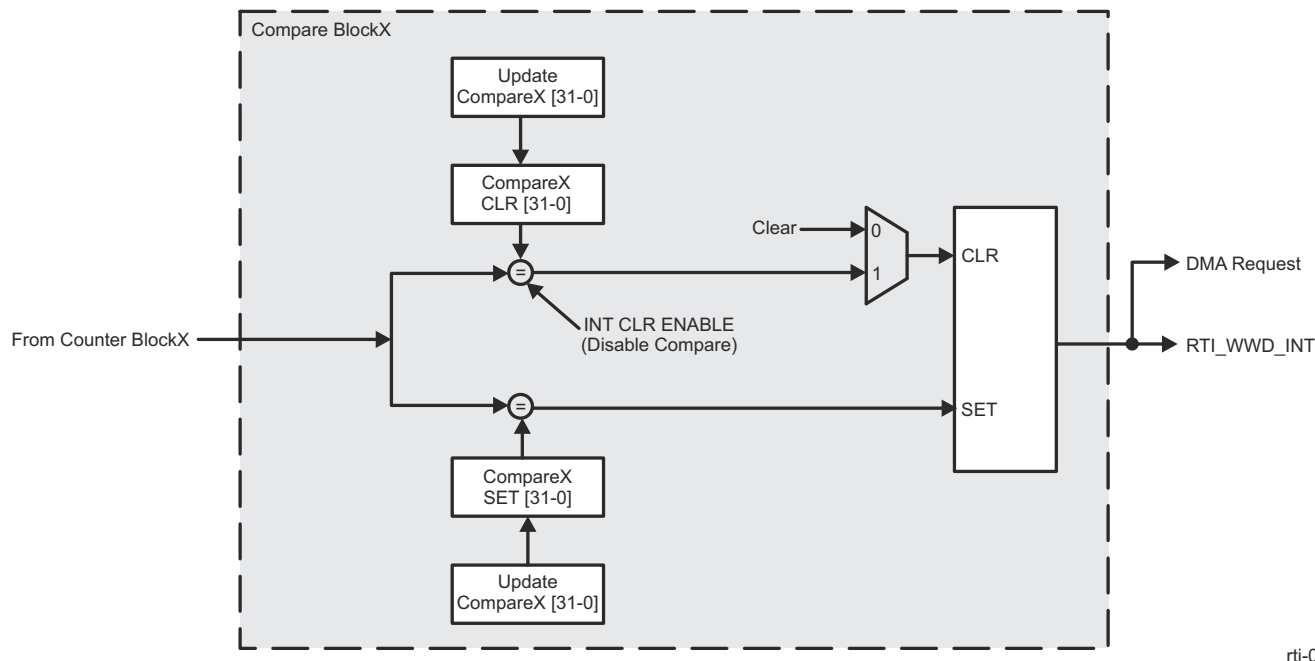 Compare BlockX
Update
CompareX [31-0]
CompareX
CLR [31-0]
Clear
0
1
CLR
=
INT CLR ENABLE
(Disable Compare)
From Counter BlockX
DMA Request
RTI_WWD_INT
=
SET
CompareX
SET [31-0]
Update
CompareX [31-0]